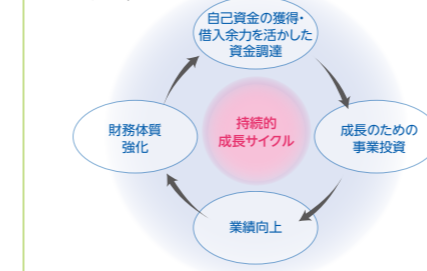 自己資金の獲得・
借入余力を活かした
資金調達
財務体質
強化
持続的
成長サイクル
成長のための
事業投資
業績向上